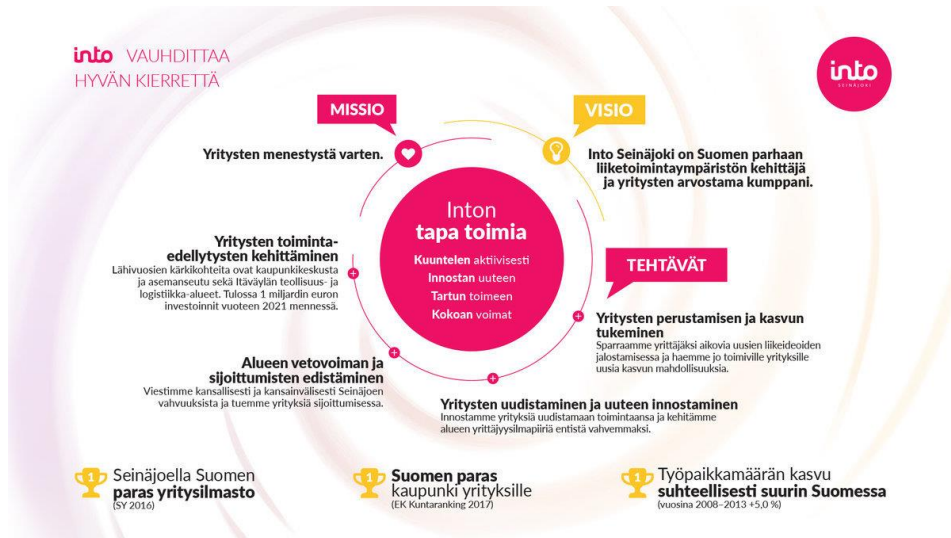 into VAUHDITTAA
HYVÄN KIERRETTÄ
into
SEINÄJOKI
MISSIO
Yritysten menestystä varten.
VISIO
Into Seinäjoki on Suomen parhaan
liiketoimintaympäristön kehittäjä
ja yritysten arvostama kumppani.
Inton
tapa toimia
Kuuntelen aktiivisesti
Innostan uuteen
Tartun toimeen
Kokoan voimat
Yritysten toiminta-
edellytysten kehittäminen
Lähivuosien kärkikohteita ovat kaupunkikeskusta
ja asemanseutu sekä Itäväylän teollisuus- ja
logistiikka-alueet. Tulossa 1 miljardin euron
investoinnit vuoteen 2021 mennessä.
TEHTÄVÄT
Yritysten perustamisen ja kasvun
tukeminen
Sparraamme yrittäjäksi aikovia uusien liikeideoiden
jalostamisessa ja haemme jo toimiville yrityksille
uusia kasvun mahdollisuuksia.
Alueen vetovoiman ja
sijoittumisten edistäminen
Viestimme kansallisesti ja kansainvälisesti Seinäjoen
vahvuuksista ja tuemme yrityksiä sijoittumisessa.
Yritysten uudistaminen ja uuteen innostaminen
Innostamme yrityksiä uudistamaan toimintaansa ja kehitämme
alueen yrittäjyysilmapiiriä entistä vahvemmaksi.
1
Seinäjoella Suomen
paras yritysilmasto
(SY 2016)
1
Suomen paras
kaupunki yrityksille
(EK Kuntaranking 2017)
1
Työpaikkamäärän kasvu
suhteellisesti suurin Suomessa
(vuosina 2008–2013 +5,0 %)